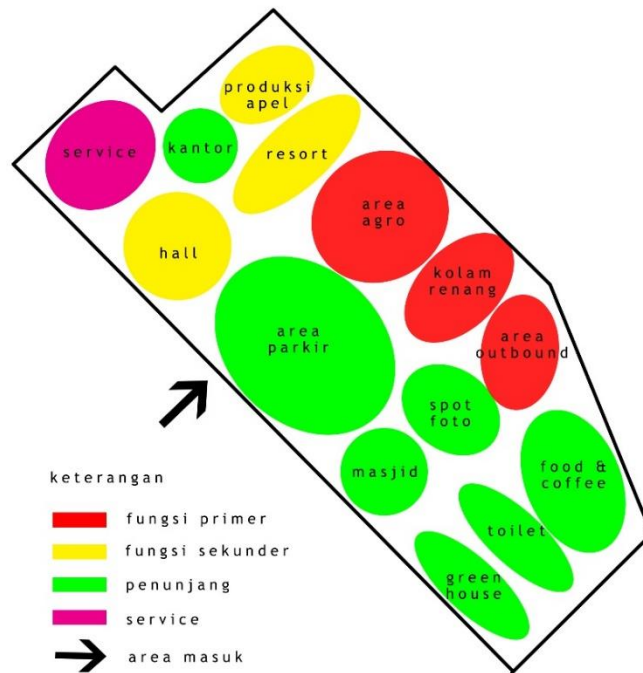 produksi
apel
service
kantor
resort
area
agro
hall
kolam
renang
area
parkir
area
outbound
spot
foto
masjid
food &
coffee
toilet
green
house
keterangan
fungsi primer
fungsi sekunder
penunjang
service
area masuk